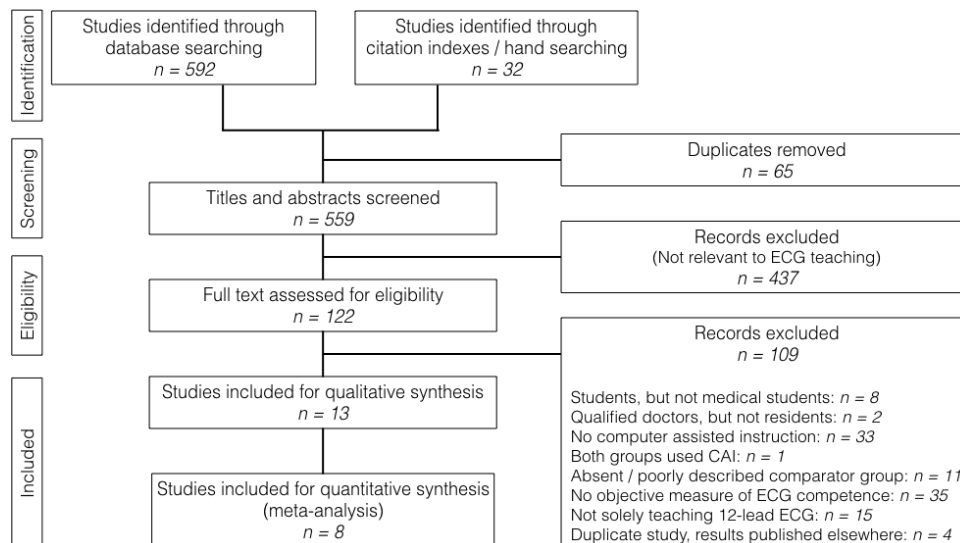 Identification
Studies identified through
database searching
n = 592
Studies identified through
citation indexes / hand searching
n = 32
Screening
Duplicates removed
n = 65
Titles and abstracts screened
n = 559
Records excluded
(Not relevant to ECG teaching)
n = 437
Eligibility
Full text assessed for eligibility
n = 122
Records excluded
n = 109
Students, but not medical students: n = 8
Qualified doctors, but not residents: n = 2
No computer assisted instruction: n = 33
Both groups used CAI: n = 1
Absent / poorly described comparator group: n = 11
No objective measure of ECG competence: n = 35
Not solely teaching 12-lead ECG: n = 15
Duplicate study, results published elsewhere: n = 4
Included
Studies included for qualitative synthesis
n = 13
Studies included for quantitative synthesis
(meta-analysis)
n = 8